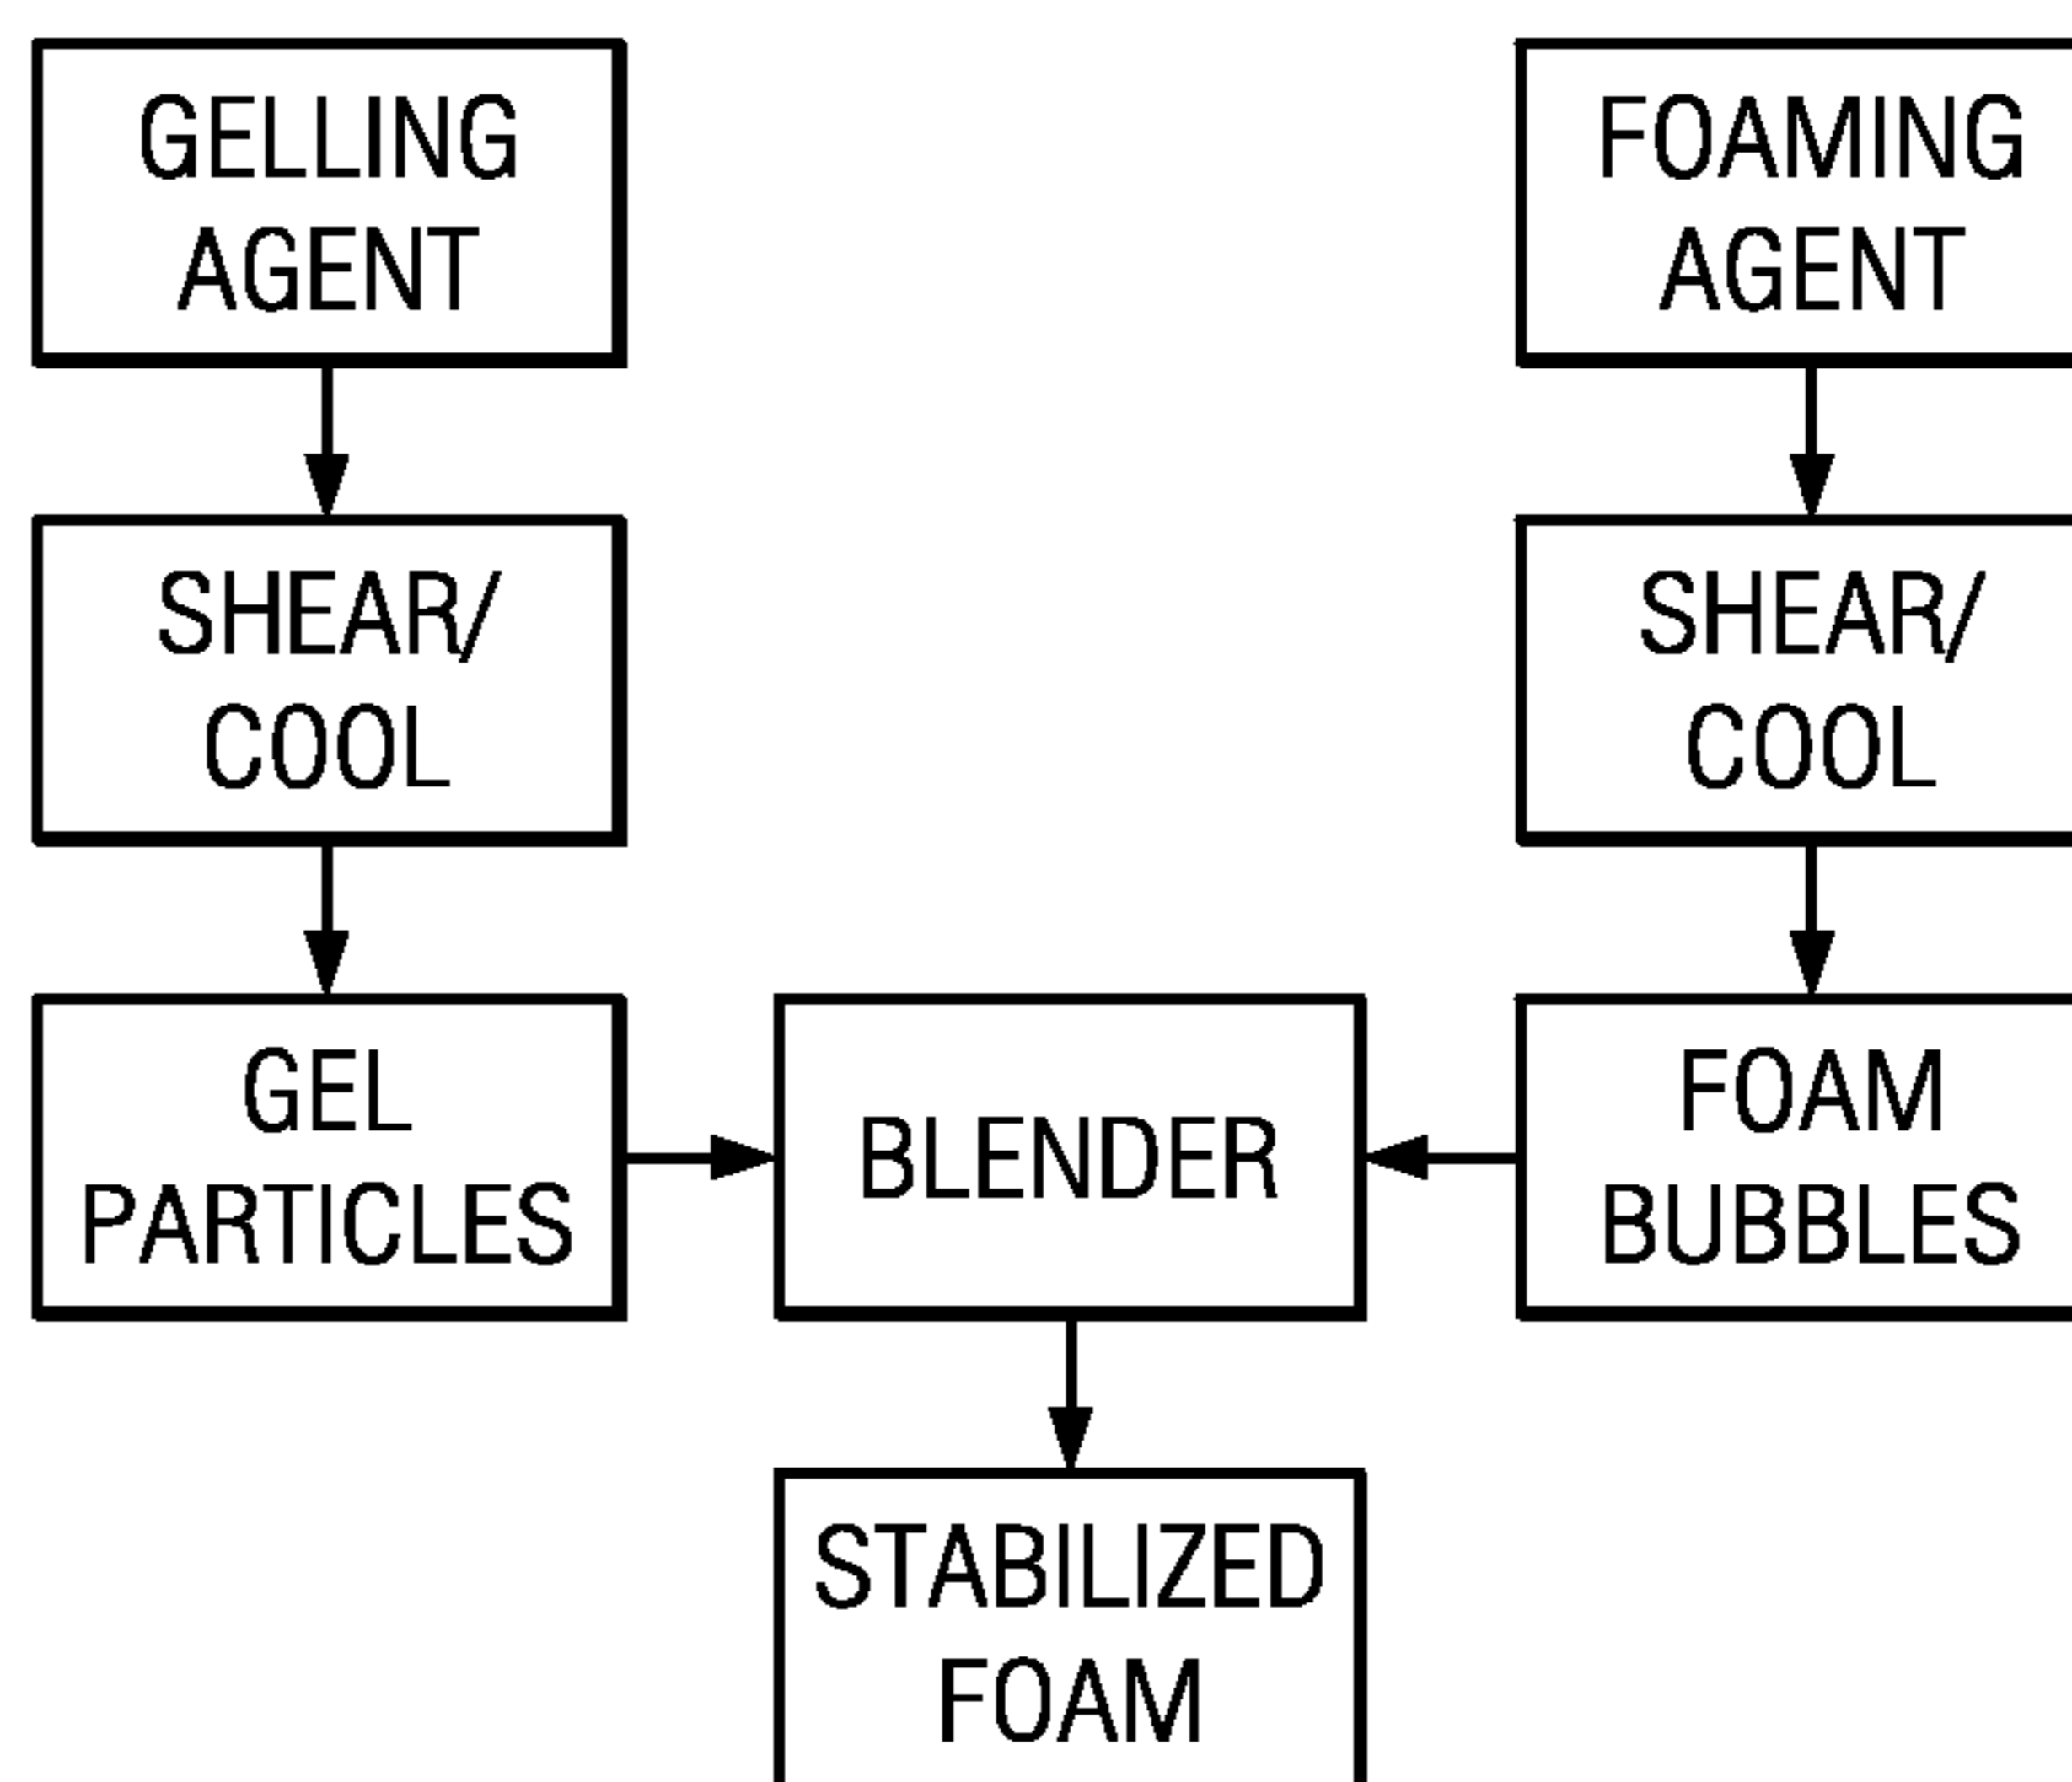 GELLING
AGENT
FOAMING
AGENT
SHEAR/
COOL
SHEAR/
COOL
GEL
PARTICLES
BLENDER
FOAM
BUBBLES
STABILIZED
FOAM